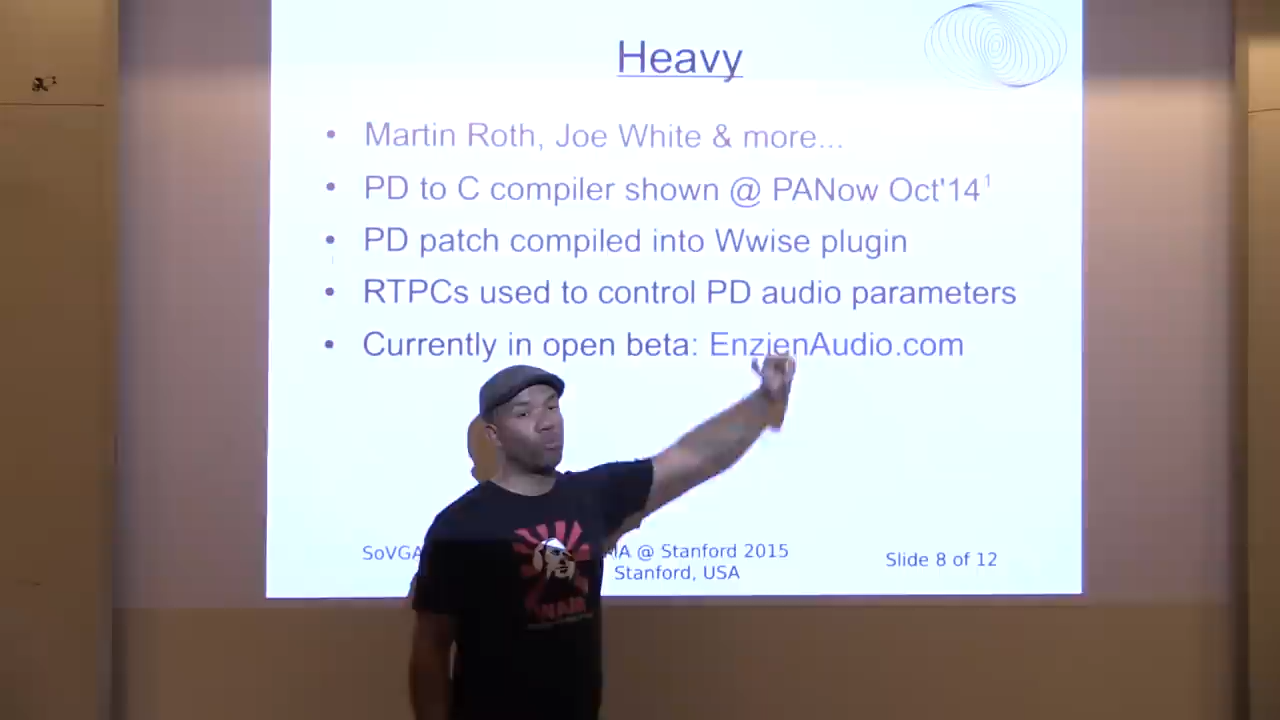 Heavy
• Martin Roth, Joe White & more...
• PD to C compiler shown @ PANow Oct'14¹
• PD patch compiled into Wwise plugin
• RTPCs used to control PD audio parameters
• Currently in open beta: EnzienAudio.com
@ Stanford 2015
Stanford, USA
Slide 8 of 12